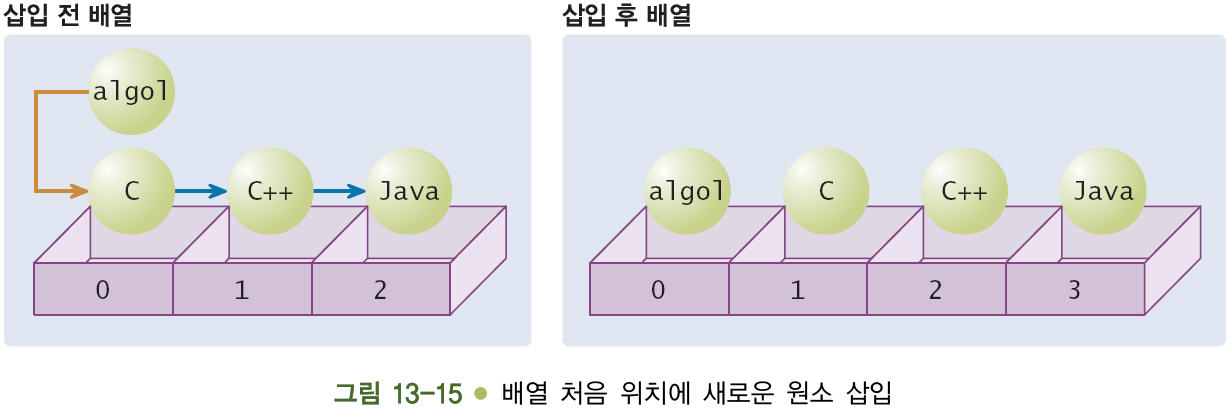 삽입 전 배열
algol
C C++ Java
0 1 2
삽입 후 배열
algol C C++ Java
0 1 2 3
그림 13-15 ● 배열 처음 위치에 새로운 원소 삽입